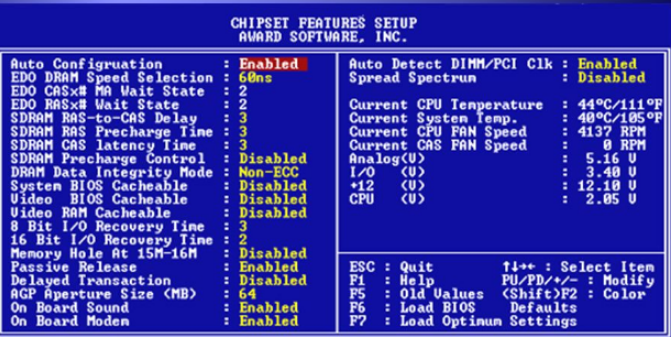 CHIPSET FEATURES SETUP
AWARD SOFTWARE, INC.
Auto Configruation : Enabled
EDO DRAM Speed Selection : 60ns
EDO CASx# MA Wait State : 2
EDO RASx# Wait State : 2
SDRAM RAS-to-CAS Delay : 3
SDRAM RAS Precharge Time : 3
SDRAM CAS latency Time : 3
SDRAM Precharge Control : Disabled
DRAM Data Integrity Mode : Non-ECC
System BIOS Cacheable : Disabled
Video BIOS Cacheable : Disabled
Video RAM Cacheable : Disabled
8 Bit I/O Recovery Time : 3
16 Bit I/O Recovery Time : 2
Memory Hole At 15M-16M : Disabled
Passive Release : Enabled
Delayed Transaction : Disabled
AGP Aperture Size (MB) : 64
On Board Sound : Enabled
On Board Modem : Enabled
Auto Detect DIMM/PCI Clk : Enabled
Spread Spectrum : Disabled
Current CPU Temperature : 44ºC/111ºF
Current System Temp. : 40ºC/105ºF
Current CPU FAN Speed : 4137 RPM
Current CAS FAN Speed : 0 RPM
Analog(V) : 5.16 V
I/O (V) : 3.40 V
+12 (V) : 12.10 V
CPU (V) : 2.05 V
ESC : Quit ↑↓→← : Select Item
F1 : Help PU/PD/+/- : Modify
F5 : Old Values (Shift)F2 : Color
F6 : Load BIOS Defaults
F7 : Load Optimum Settings